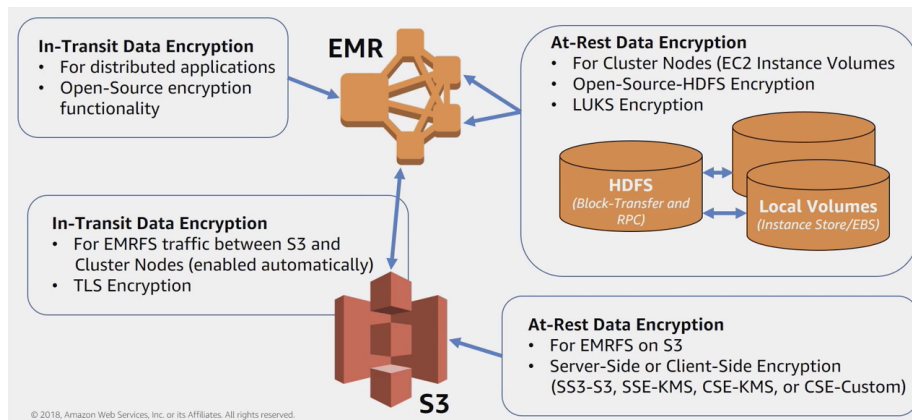 In-Transit Data Encryption
• For distributed applications
• Open-Source encryption
functionality
EMR
At-Rest Data Encryption
• For Cluster Nodes (EC2 Instance Volumes
• Open-Source-HDFS Encryption
• LUKS Encryption
HDFS
(Block-Transfer and
RPC)
Local Volumes
(Instance Store/EBS)
In-Transit Data Encryption
• For EMRFS traffic between S3 and
Cluster Nodes (enabled automatically)
• TLS Encryption
S3
At-Rest Data Encryption
• For EMRFS on S3
• Server-Side or Client-Side Encryption
(SS3-S3, SSE-KMS, CSE-KMS, or CSE-Custom)
© 2018, Amazon Web Services, Inc. or its Affiliates. All rights reserved.